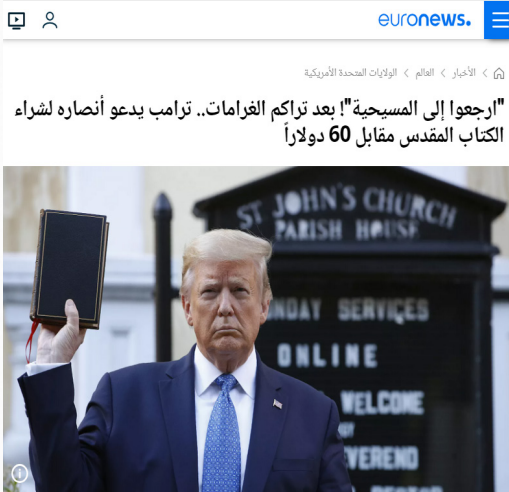 euronews.
الأخبار > العالم > الولايات المتحدة الأمريكية
"ارجعوا إلى المسيحية"! بعد تراكم الغرامات.. ترامب يدعو أنصاره لشراء
الكتاب المقدس مقابل 60 دولاراً
ST JOHN'S CHURCH
PARISH HOUSE
NDAY SERVICES
ONLINE
WELCOME
EVEREND